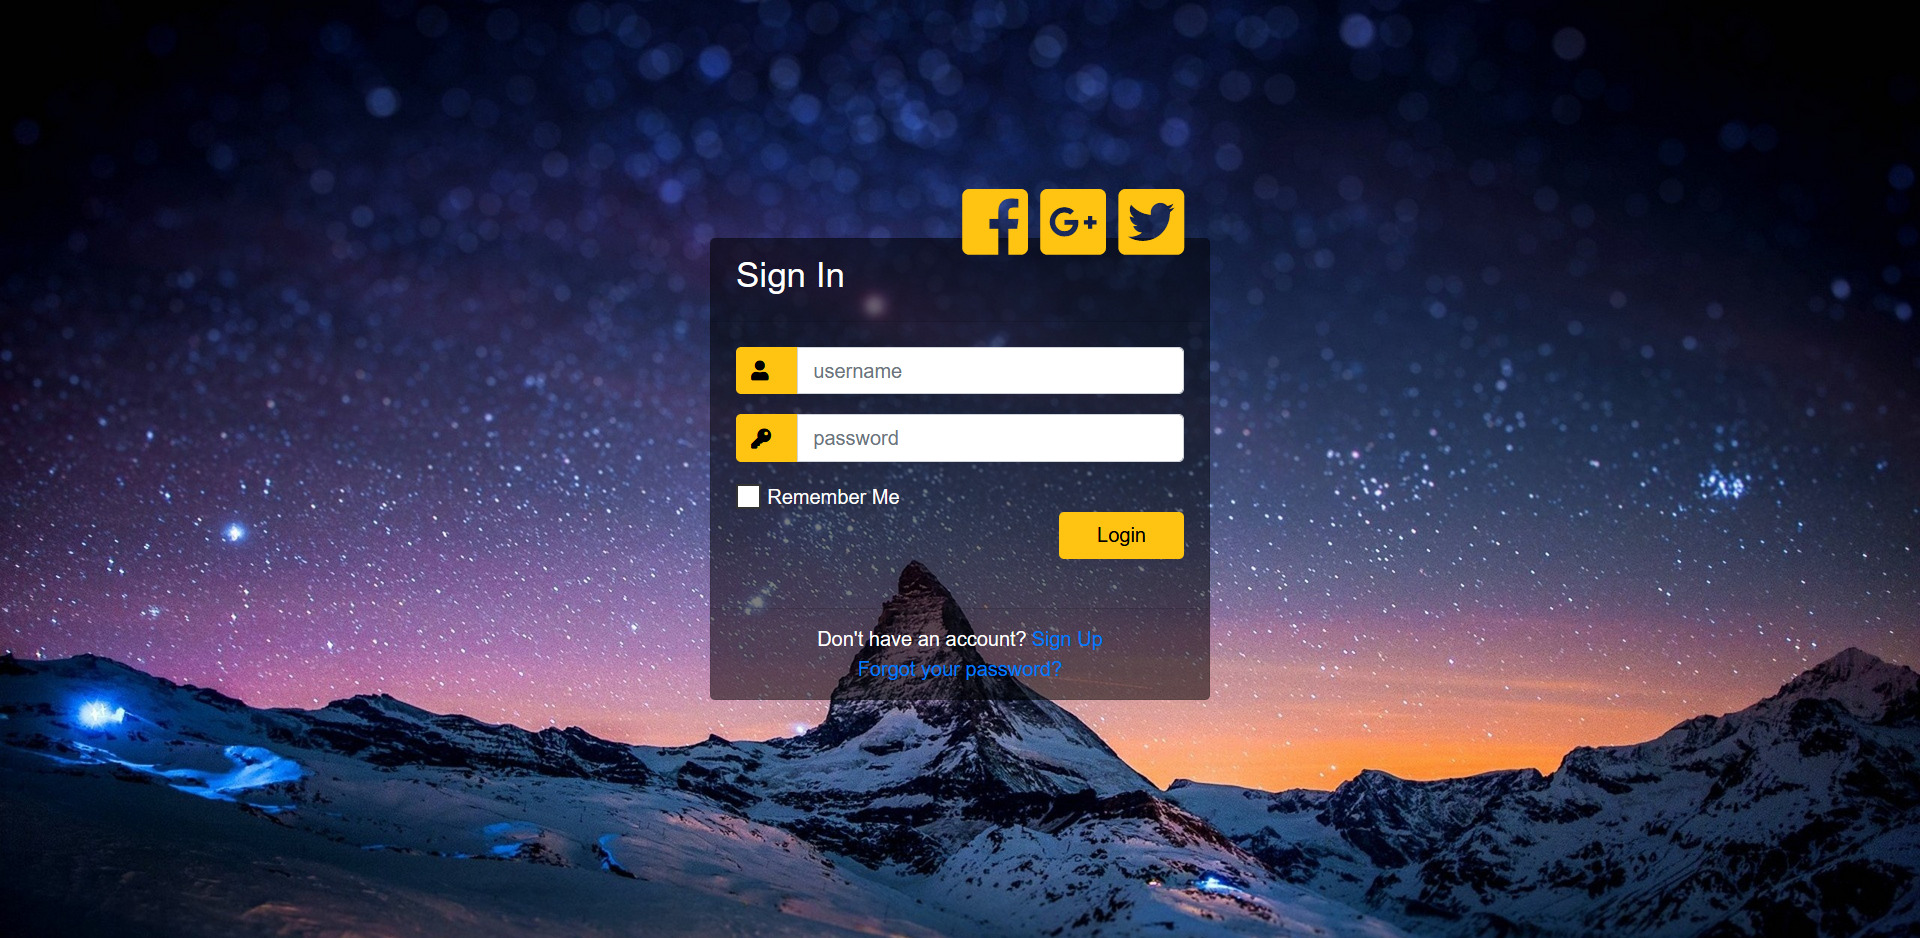 Sign In
username
password
Remember Me
Login
Don't have an account? Sign Up
Forgot your password?